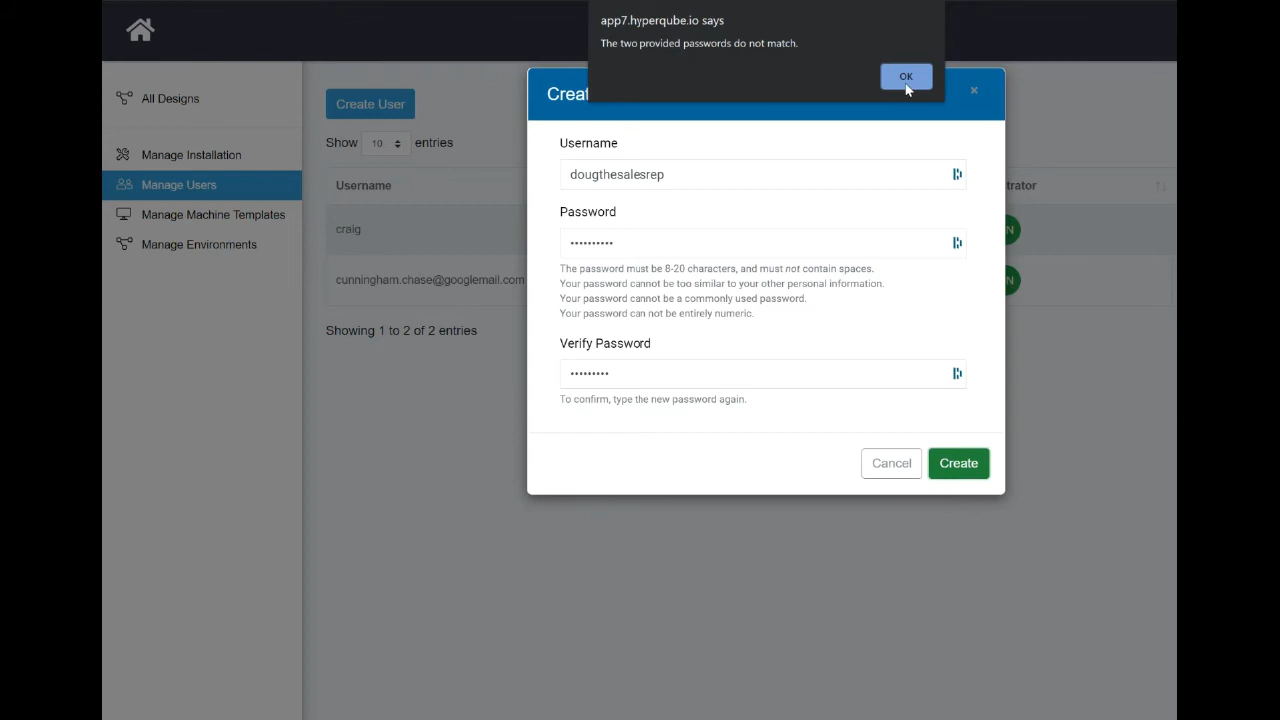 app7.hyperqube.io says
The two provided passwords do not match.
OK
Creat
×
All Designs
Manage Installation
Manage Users
Manage Machine Templates
Manage Environments
Create User
Show 10 entries
Username
trator
craig
N
cunningham.chase@googlemail.com
N
Showing 1 to 2 of 2 entries
Username
dougthesalesrep
Password
••••••••••
The password must be 8-20 characters, and must not contain spaces.
Your password cannot be too similar to your other personal information.
Your password cannot be a commonly used password.
Your password can not be entirely numeric.
Verify Password
•••••••••
To confirm, type the new password again.
Cancel
Create